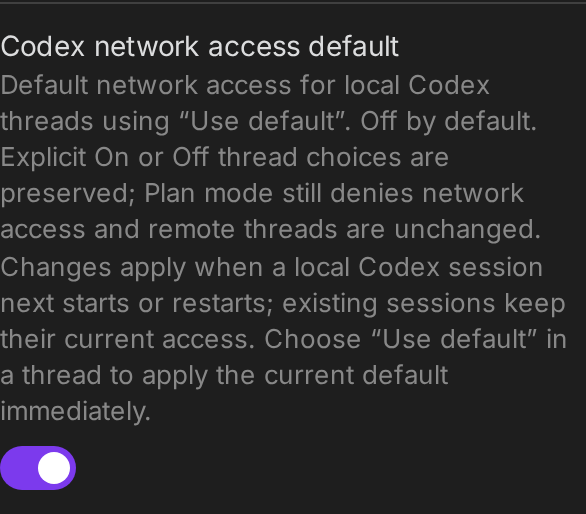 Codex network access default
Default network access for local Codex
threads using “Use default”. Off by default.
Explicit On or Off thread choices are
preserved; Plan mode still denies network
access and remote threads are unchanged.
Changes apply when a local Codex session
next starts or restarts; existing sessions keep
their current access. Choose “Use default” in
a thread to apply the current default
immediately.